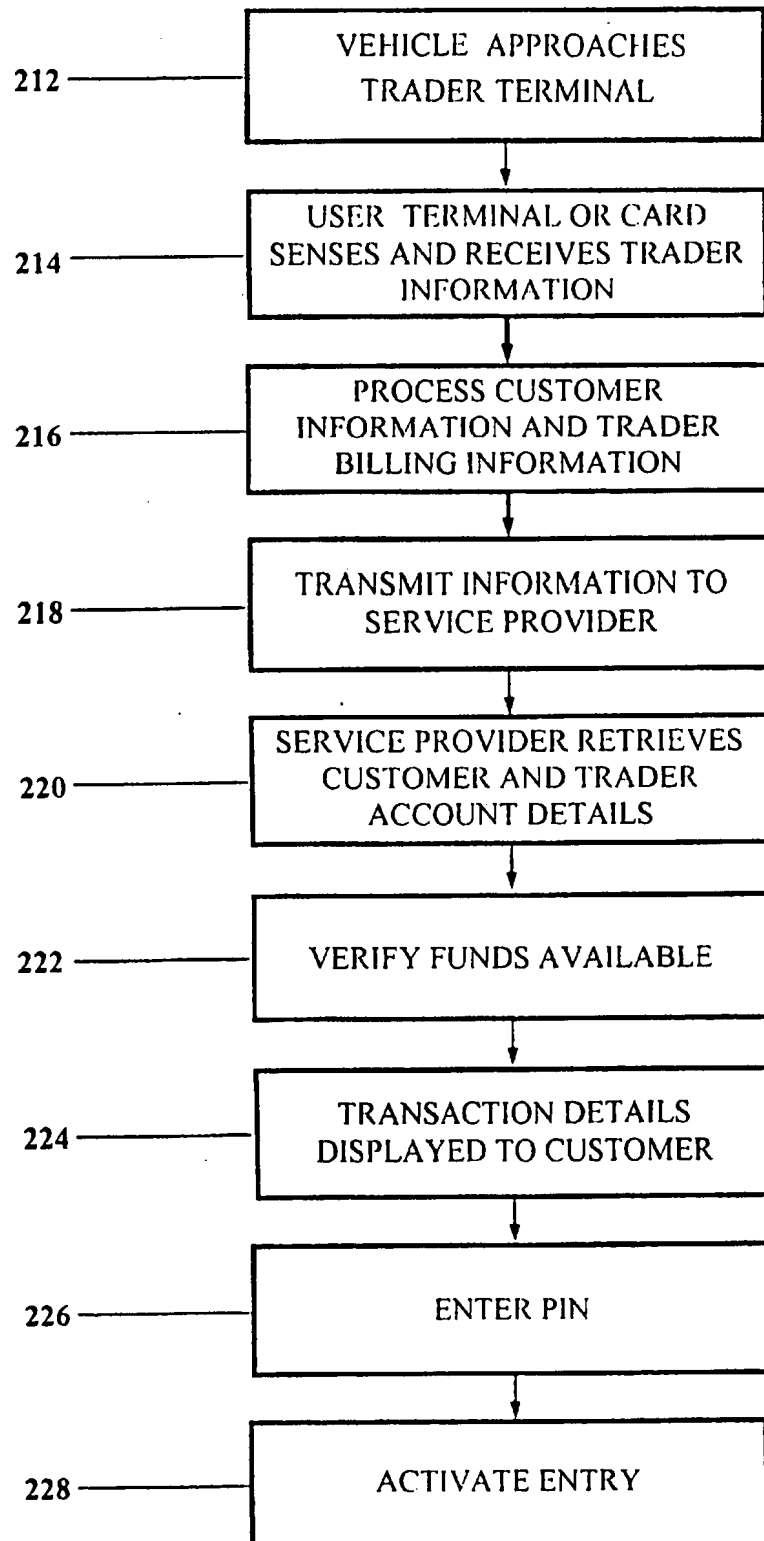 212
VEHICLE APPROACHES
TRADER TERMINAL
214
USER TERMINAL OR CARD
SENSES AND RECEIVES TRADER
INFORMATION
216
PROCESS CUSTOMER
INFORMATION AND TRADER
BILLING INFORMATION
218
TRANSMIT INFORMATION TO
SERVICE PROVIDER
220
SERVICE PROVIDER RETRIEVES
CUSTOMER AND TRADER
ACCOUNT DETAILS
222
VERIFY FUNDS AVAILABLE
224
TRANSACTION DETAILS
DISPLAYED TO CUSTOMER
226
ENTER PIN
228
ACTIVATE ENTRY